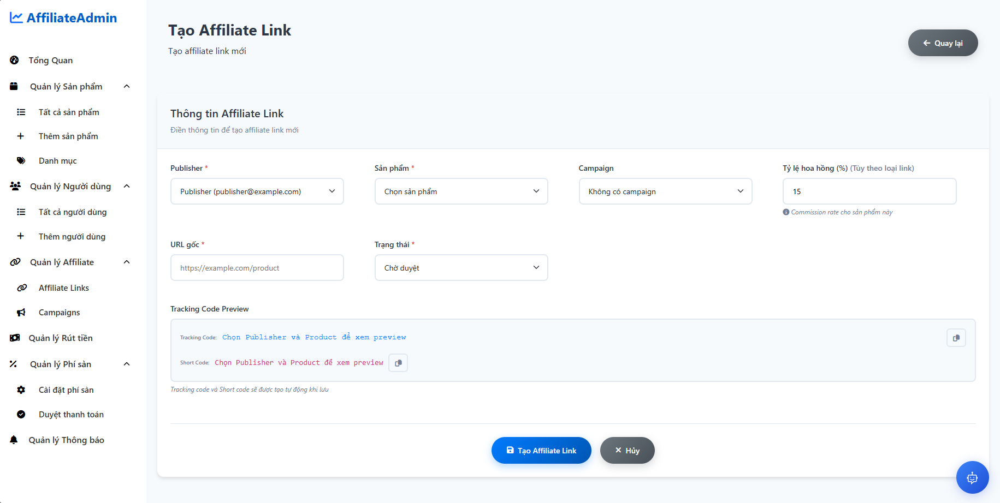 AffiliateAdmin
Tổng Quan
Quản lý Sản phẩm
Tất cả sản phẩm
Thêm sản phẩm
Danh mục
Quản lý Người dùng
Tất cả người dùng
Thêm người dùng
Quản lý Affiliate
Affiliate Links
Campaigns
Quản lý Rút tiền
Quản lý Phí sàn
Cài đặt phí sàn
Duyệt thanh toán
Quản lý Thông báo
Tạo Affiliate Link
Tạo affiliate link mới
Quay lại
Thông tin Affiliate Link
Điền thông tin để tạo affiliate link mới
Publisher *
Publisher (publisher@example.com)
Sản phẩm *
Chọn sản phẩm
Campaign
Không có campaign
Tỷ lệ hoa hồng (%) (Tùy theo loại link)
15
Commission rate cho sản phẩm này
URL gốc *
https://example.com/product
Trạng thái *
Chờ duyệt
Tracking Code Preview
Tracking Code: Chọn Publisher và Product để xem preview
Short Code: Chọn Publisher và Product để xem preview
Tracking code và Short code sẽ được tạo tự động khi lưu
Tạo Affiliate Link
Hủy